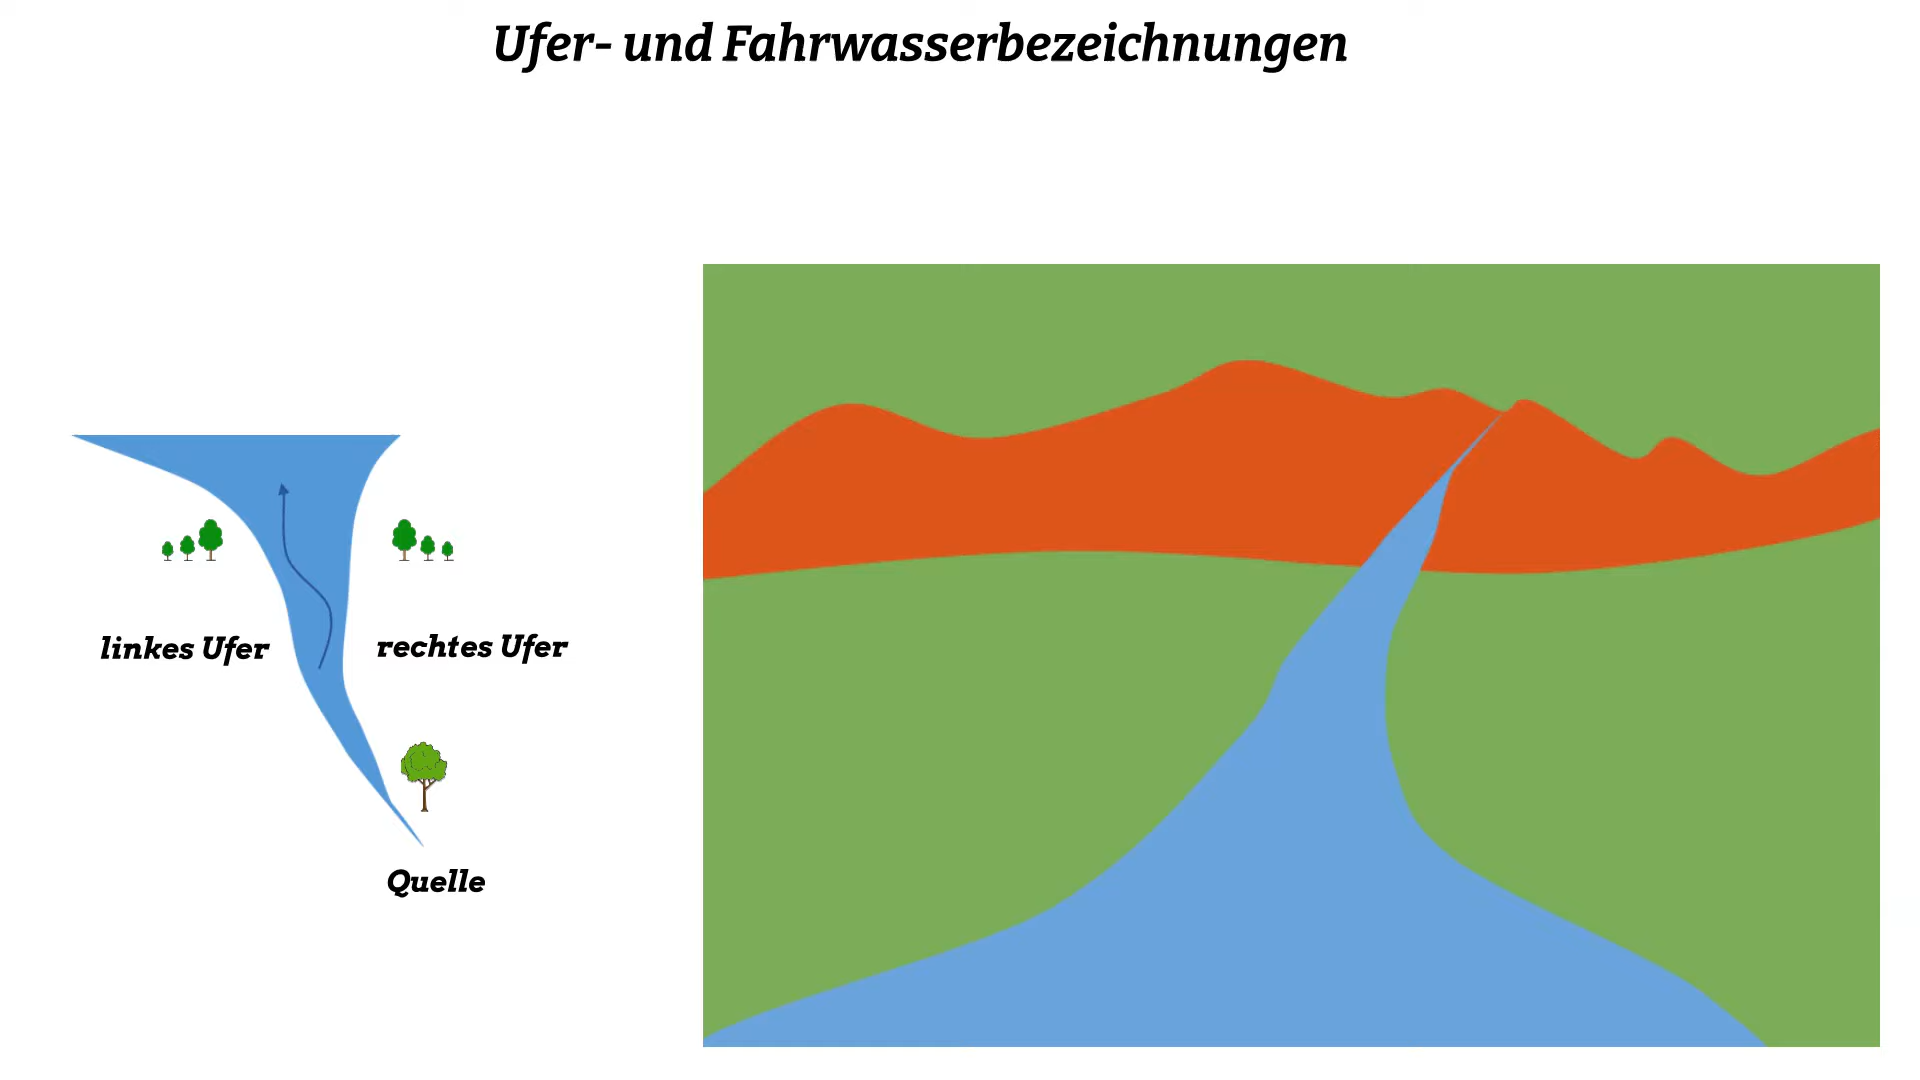 Ufer- und Fahrwasserbezeichnungen
linkes Ufer
rechtes Ufer
Quelle